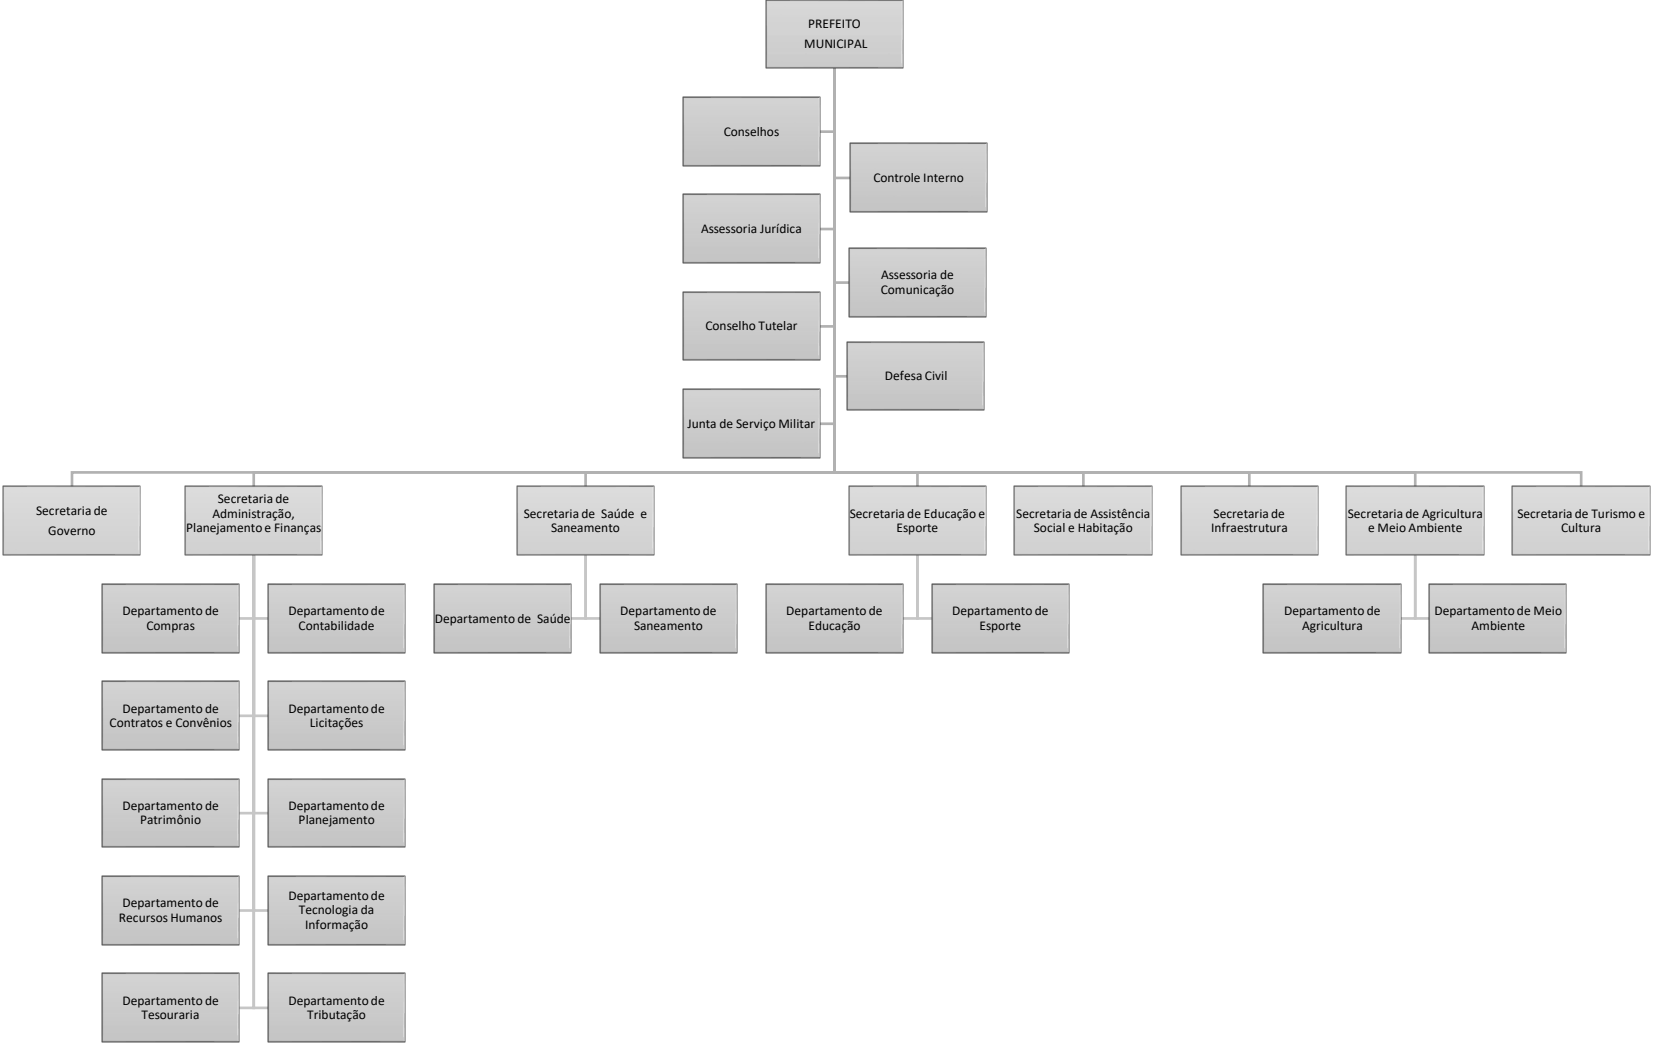 PREFEITO
MUNICIPAL
Conselhos
Controle Interno
Assessoria Jurídica
Assessoria de
Comunicação
Conselho Tutelar
Defesa Civil
Junta de Serviço Militar
Secretaria de
Governo
Secretaria de
Administração,
Planejamento e Finanças
Secretaria de Saúde e
Saneamento
Secretaria de Educação e
Esporte
Secretaria de Assistência
Social e Habitação
Secretaria de
Infraestrutura
Secretaria de Agricultura
e Meio Ambiente
Secretaria de Turismo e
Cultura
Departamento de
Compras
Departamento de
Contabilidade
Departamento de Saúde
Departamento de
Saneamento
Departamento de
Educação
Departamento de
Esporte
Departamento de
Agricultura
Departamento de Meio
Ambiente
Departamento de
Contratos e Convênios
Departamento de
Licitações
Departamento de
Patrimônio
Departamento de
Planejamento
Departamento de
Recursos Humanos
Departamento de
Tecnologia da
Informação
Departamento de
Tesouraria
Departamento de
Tributação